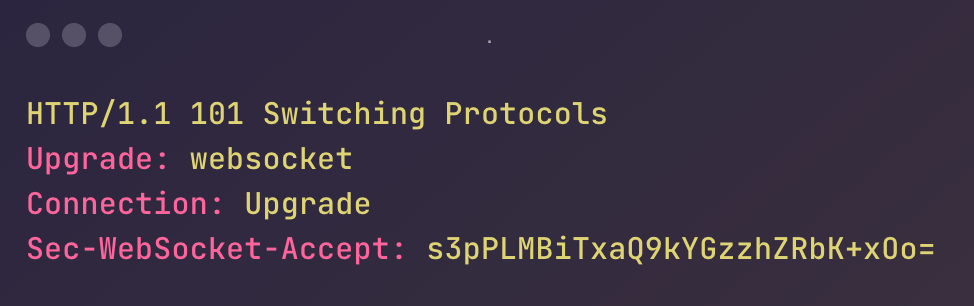 HTTP/1.1 101 Switching Protocols
Upgrade: websocket
Connection: Upgrade
Sec-WebSocket-Accept: s3pPLMBiTxaQ9kYGzzhZRbK+xOo=